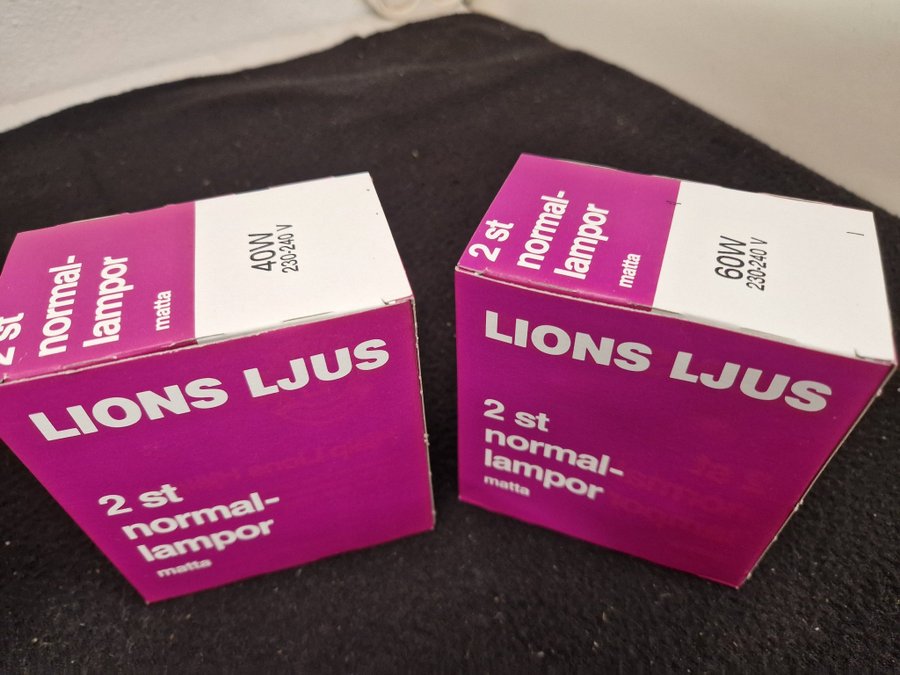 2 st
normal-
lampor
matta
40W
230-240 V
LIONS LJUS
2 st
normal-
lampor
matta
2 st
normal-
lampor
matta
60W
230-240 V
LIONS LJUS
2 st
normal-
lampor
matta